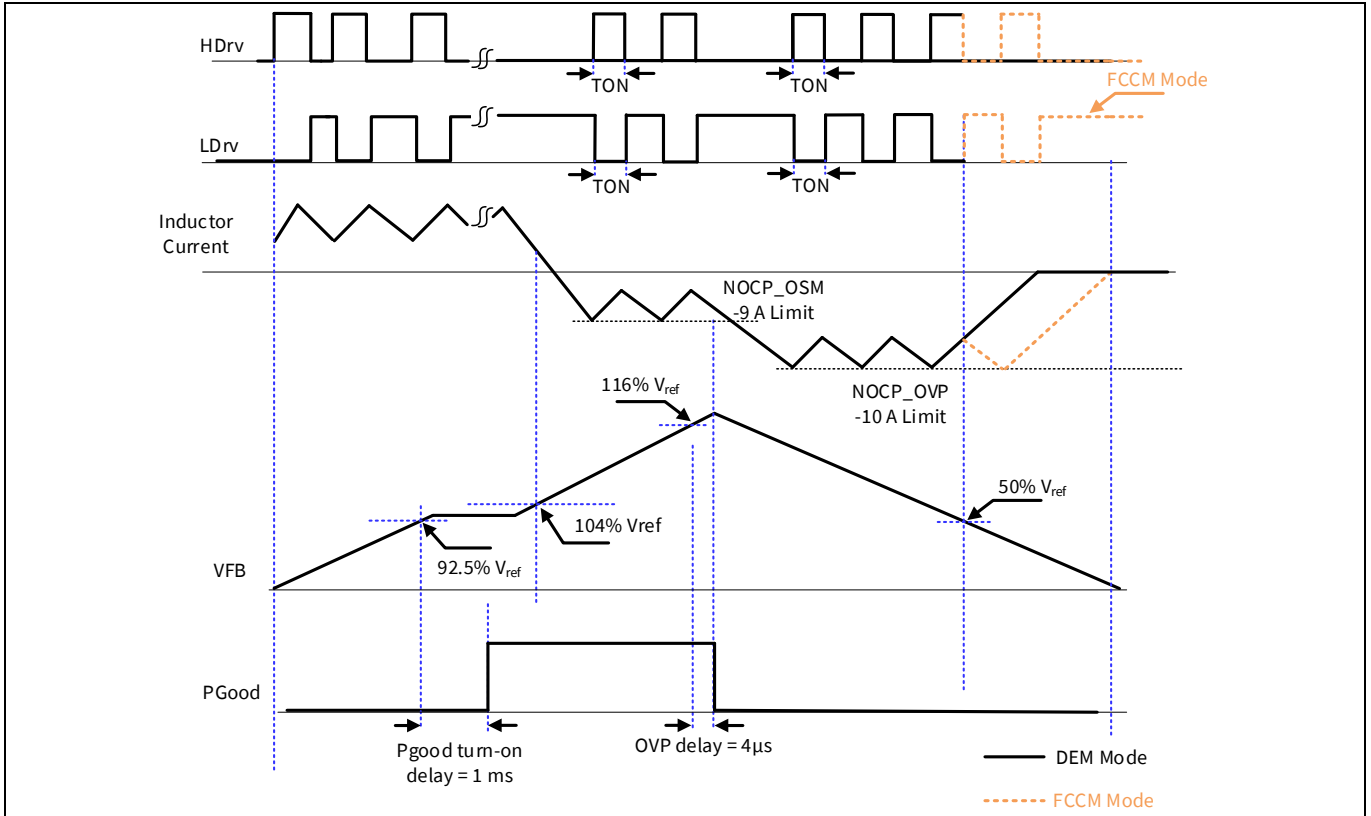 HDrv
TON
TON
FCCM Mode
LDrv
TON
TON
Inductor
Current
NOCP_OSM
-9 A Limit
NOCP_OVP
-10 A Limit
116% Vref
50% Vref
104% Vref
92.5% Vref
VFB
PGood
Pgood turn-on
delay = 1 ms
OVP delay = 4µs
DEM Mode
FCCM Mode